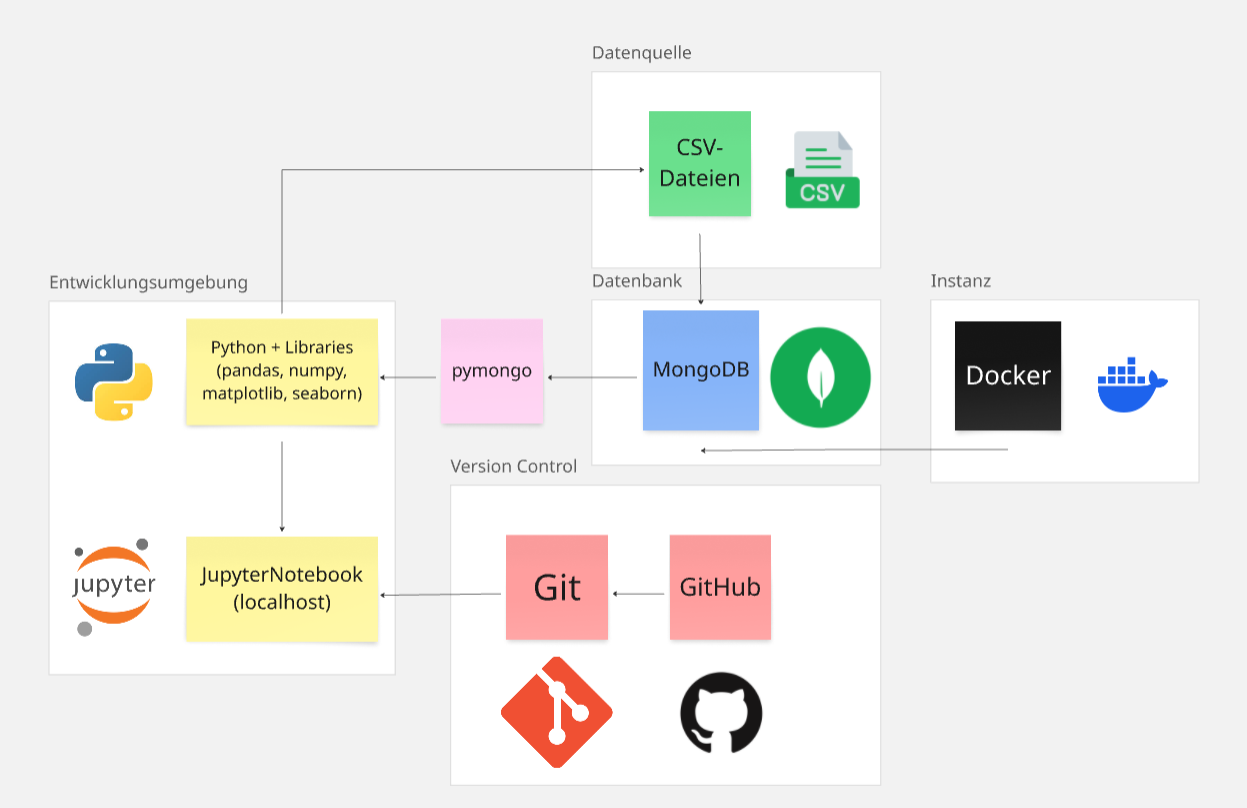 Datenquelle
CSV-
Dateien
CSV
Entwicklungsumgebung
Datenbank
Instanz
Python + Libraries
(pandas, numpy,
matplotlib, seaborn)
pymongo
MongoDB
Docker
Version Control
jupyter
JupyterNotebook
(localhost)
Git
GitHub